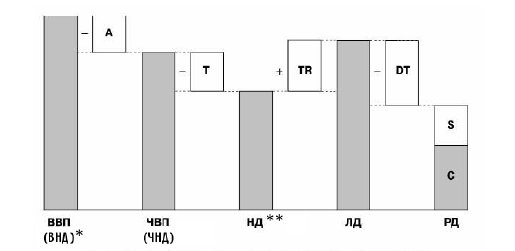 – A
– T
+ TR
– DT
S
C
ВВП
(ВНД)*
ЧВП
(ЧНД)
НД**
ЛД
РД